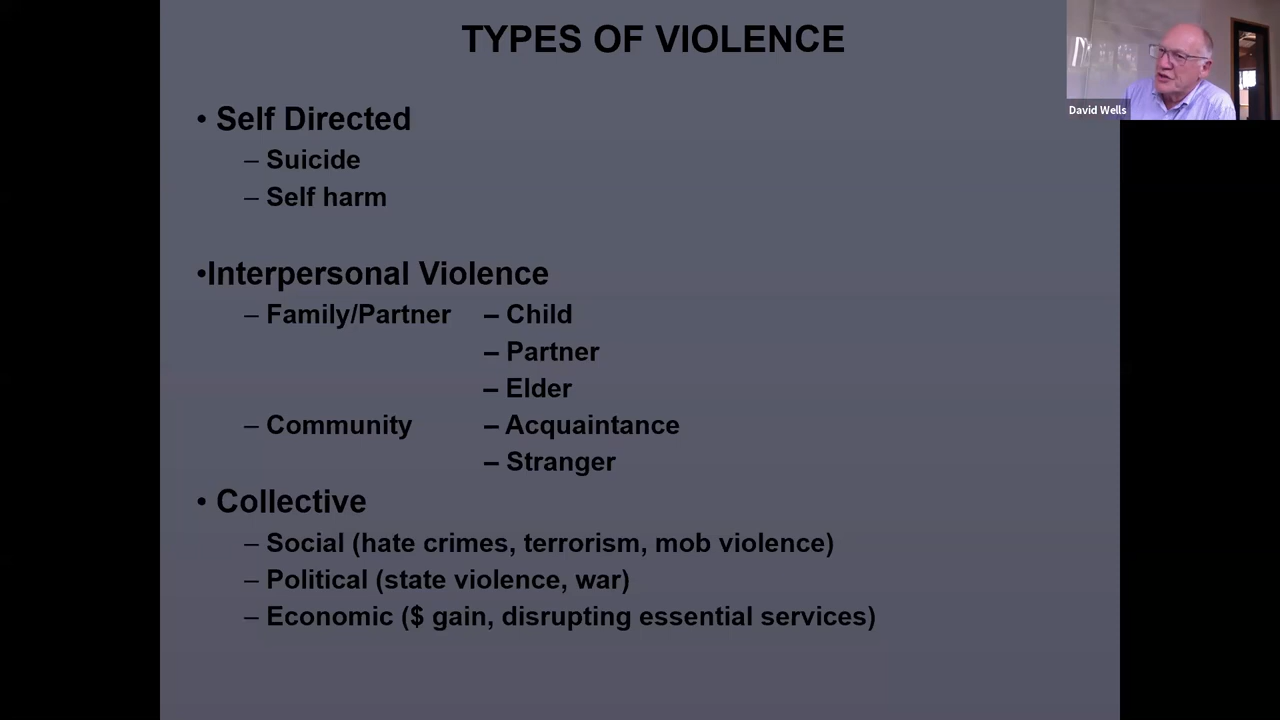 TYPES OF VIOLENCE
David Wells
• Self Directed
– Suicide
– Self harm
•Interpersonal Violence
– Family/Partner – Child
– Partner
– Elder
– Community – Acquaintance
– Stranger
• Collective
– Social (hate crimes, terrorism, mob violence)
– Political (state violence, war)
– Economic ($ gain, disrupting essential services)